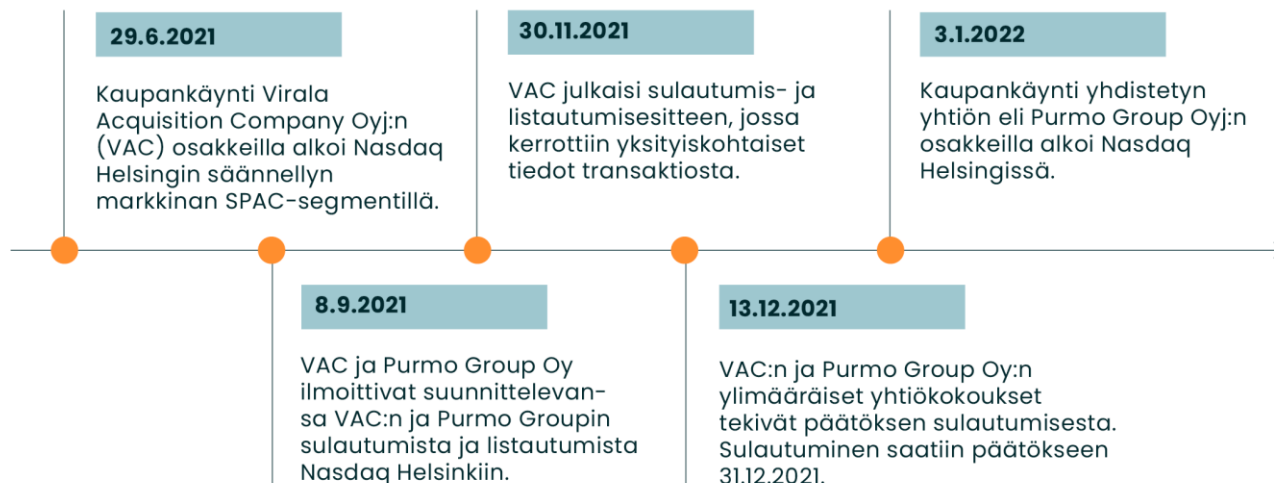 29.6.2021
Kaupankäynti Virala
Acquisition Company Oyj:n
(VAC) osakkeilla alkoi Nasdaq
Helsingin säännellyn
markkinan SPAC-segmentillä.
8.9.2021
VAC ja Purmo Group Oy
ilmoittivat suunnittelevan-
sa VAC:n ja Purmo Groupin
sulautumista ja listautumista
Nasdaq Helsinkiin.
30.11.2021
VAC julkaisi sulautumis- ja
listautumisesitteen, jossa
kerrottiin yksityiskohtaiset
tiedot transaktiosta.
13.12.2021
VAC:n ja Purmo Group Oy:n
ylimääräiset yhtiökokoukset
tekivät päätöksen sulautumisesta.
Sulautuminen saatiin päätökseen
31.12.2021.
3.1.2022
Kaupankäynti yhdistetyn
yhtiön eli Purmo Group Oyj:n
osakkeilla alkoi Nasdaq
Helsingissä.